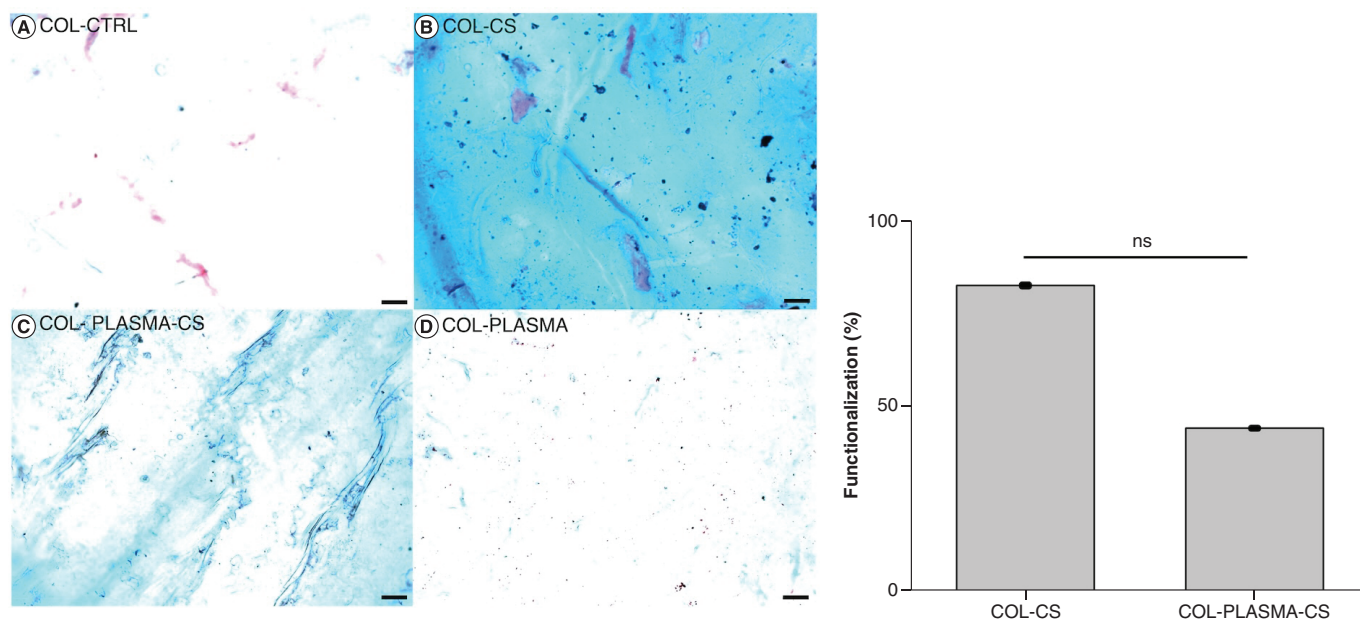 A COL-CTRL
B COL-CS
C COL- PLASMA-CS
D COL-PLASMA
100
ns
50
0
Functionalization (%)
COL-CS
COL-PLASMA-CS